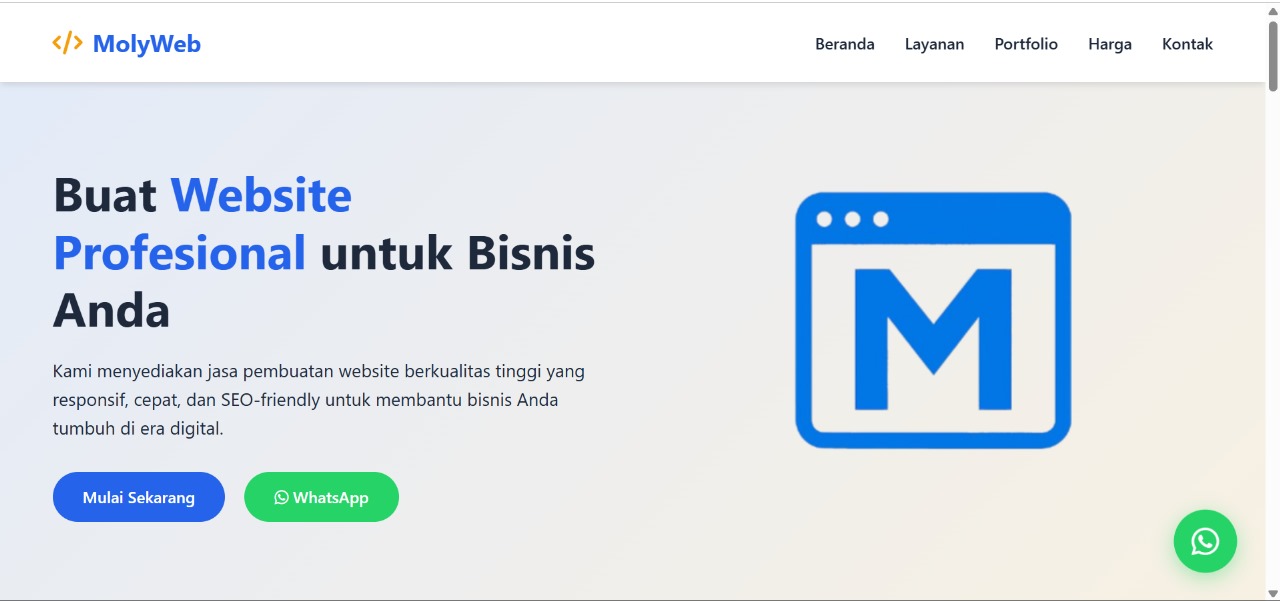 </> MolyWeb
Beranda Layanan Portfolio Harga Kontak
Buat Website
Profesional untuk Bisnis
Anda
Kami menyediakan jasa pembuatan website berkualitas tinggi yang
responsif, cepat, dan SEO-friendly untuk membantu bisnis Anda
tumbuh di era digital.
Mulai Sekarang
WhatsApp
M